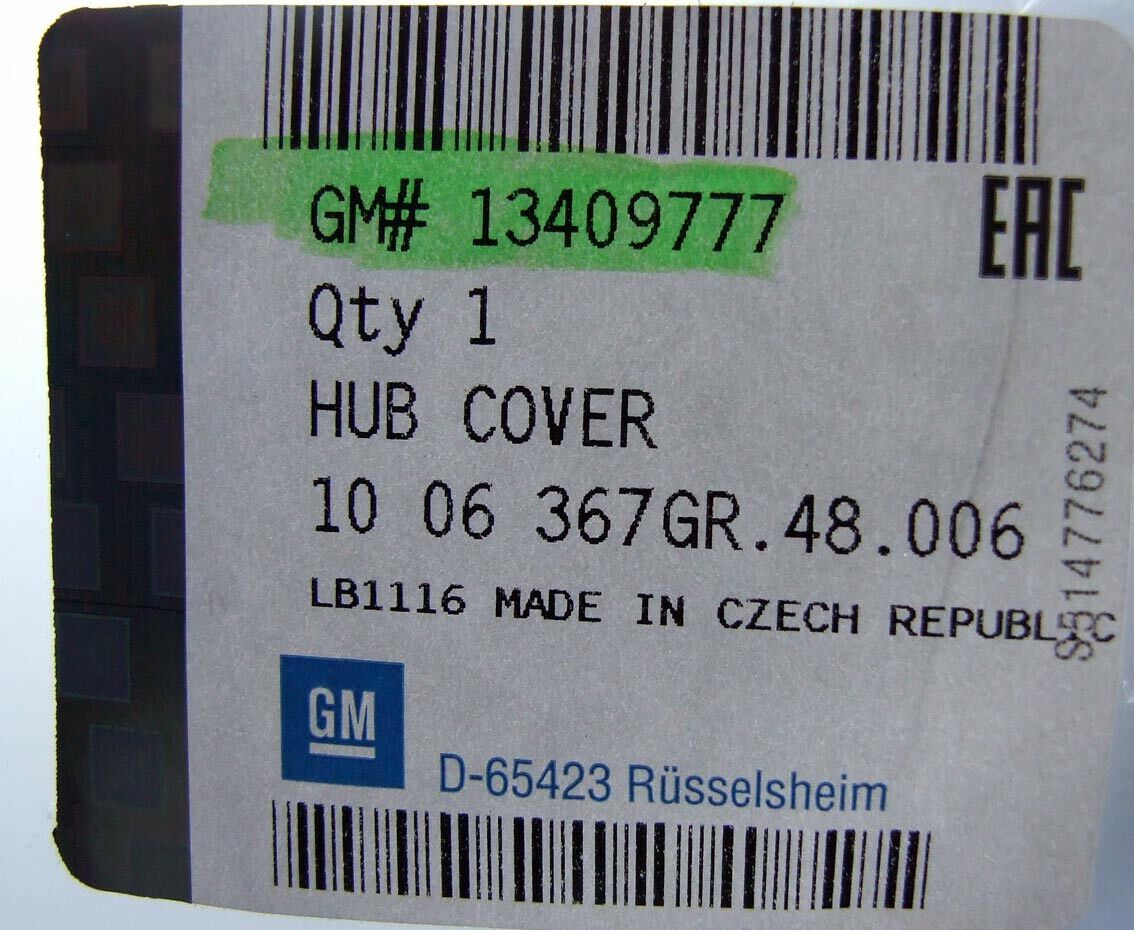 GM# 13409777
EAC
Qty 1
HUB COVER
10 06 367GR.48.006
LB1116 MADE IN CZECH REPUBLIC
S514776274
GM
D-65423 Rüsselsheim